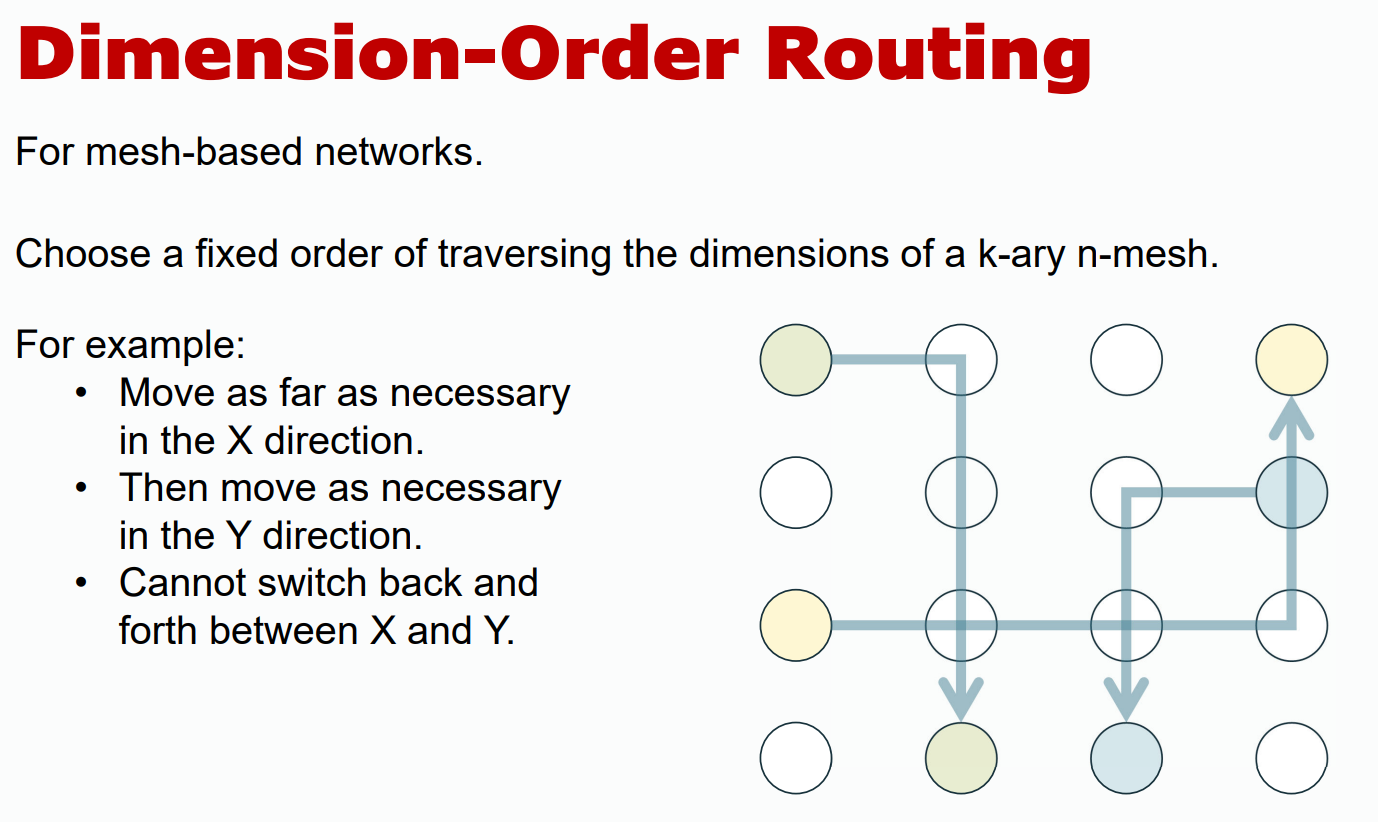 Dimension-Order Routing
For mesh-based networks.
Choose a fixed order of traversing the dimensions of a k-ary n-mesh.
For example:
• Move as far as necessary
in the X direction.
• Then move as necessary
in the Y direction.
• Cannot switch back and
forth between X and Y.